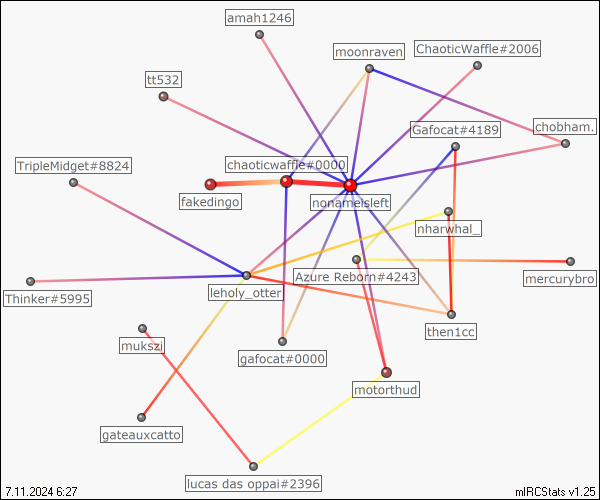 amah1246
moonraven
ChaoticWaffle#2006
tt532
Gafocat#4189
chobham.
TripleMidget#8824
chaoticwaffle#0000
fakedingo
nonameisleft
nharwhal_
Azure Reborn#4243
mercurybro
Thinker#5995
leholy_otter
then1cc
mukszi
gafocat#0000
motorthud
gateauxcatto
lucas das oppai#2396
7.11.2024 6:27
mIRCStats v1.25